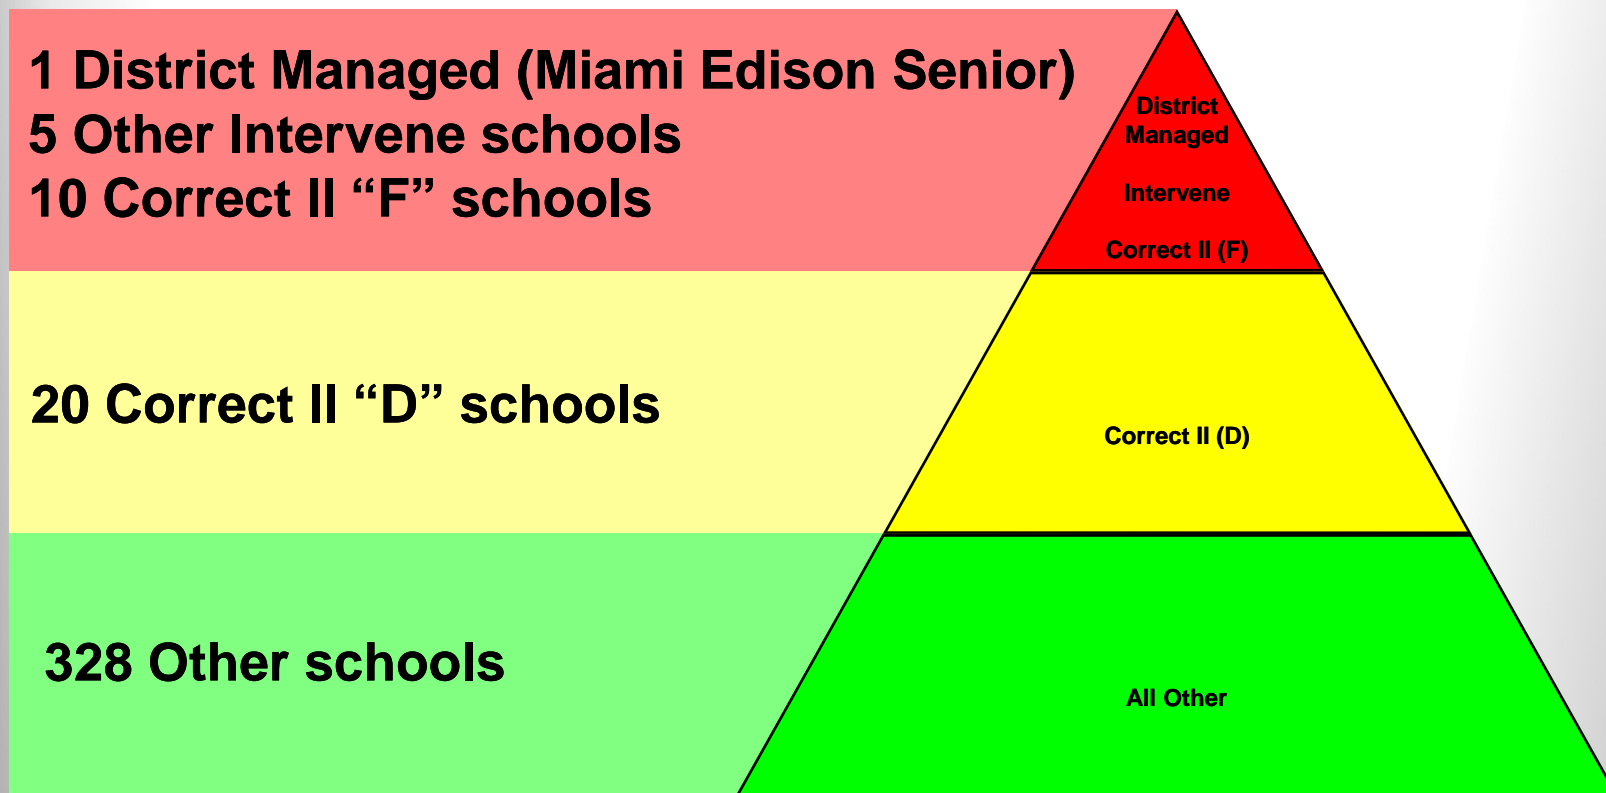 1 District Managed (Miami Edison Senior)
5 Other Intervene schools
10 Correct II “F” schools
District
Managed
Intervene
Correct II (F)
20 Correct II “D” schools
Correct II (D)
328 Other schools
All Other